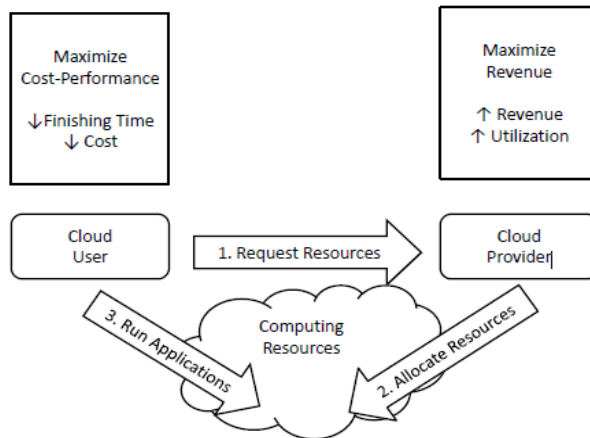 Maximize
Cost-Performance
↓Finishing Time
↓ Cost
Maximize
Revenue
↑ Revenue
↑ Utilization
Cloud
User
1. Request Resources
Cloud
Provider
Computing
Resources
3. Run Applications
2. Allocate Resources